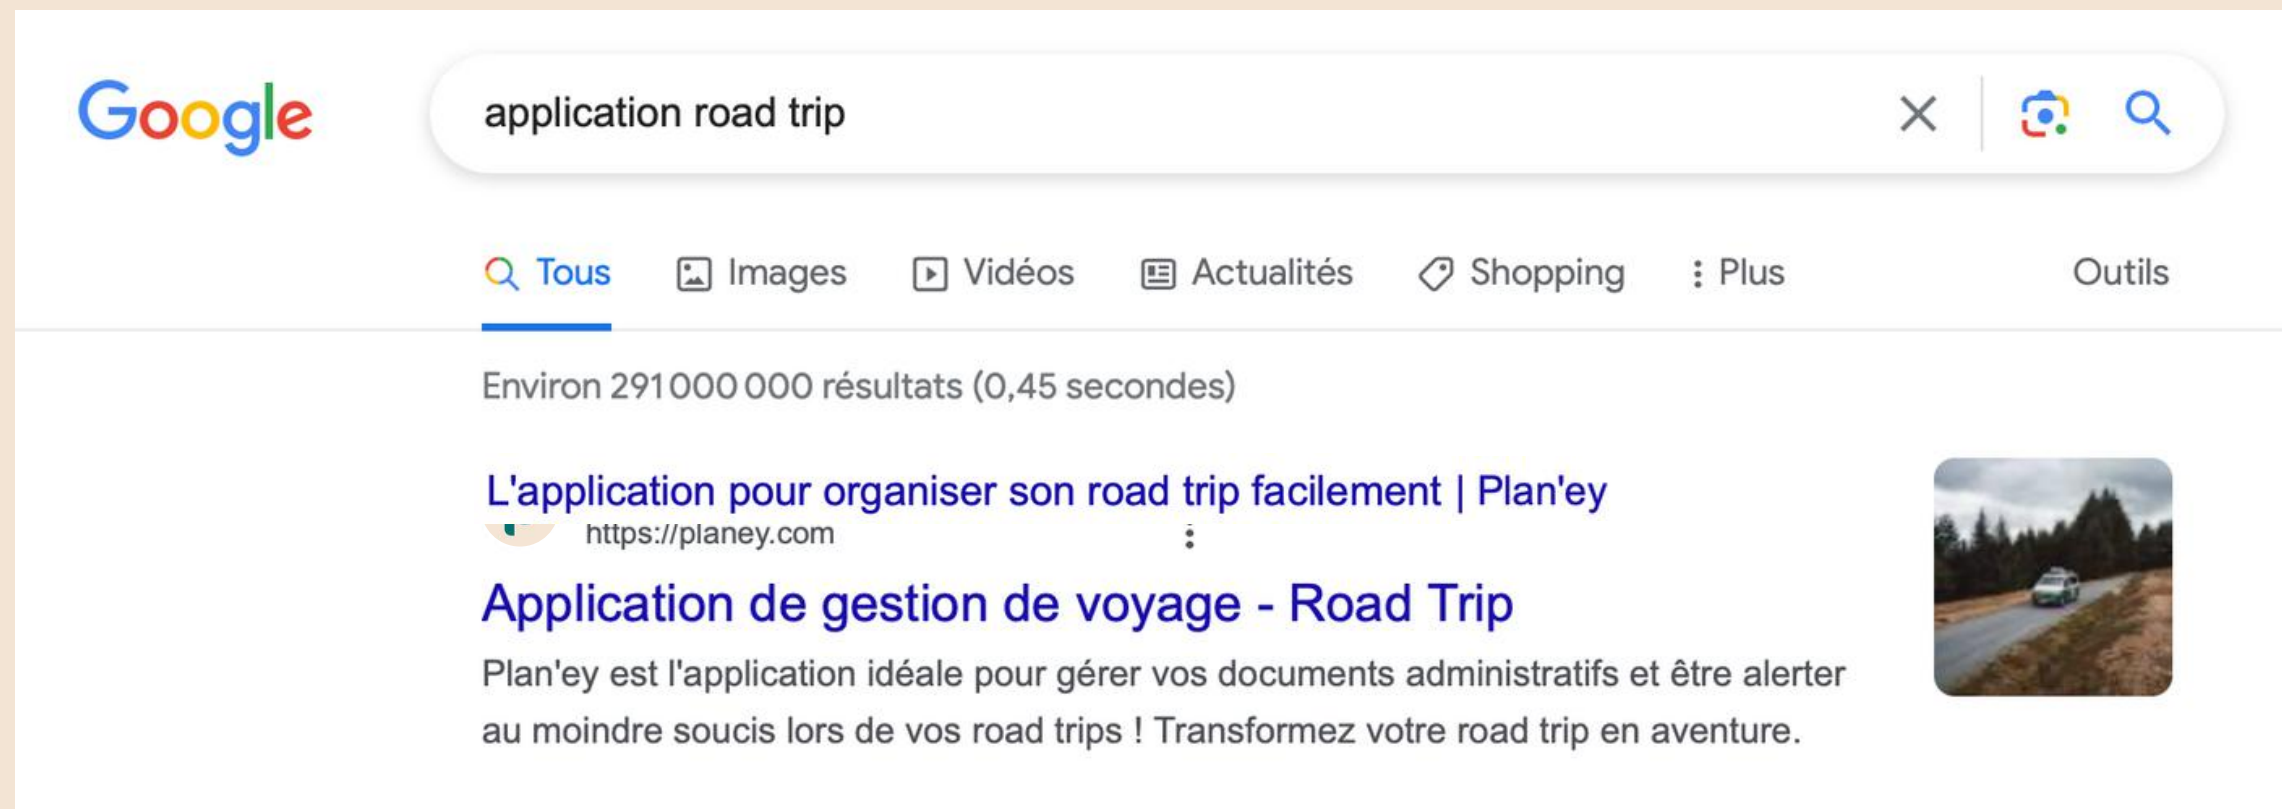 Google
application road trip
Tous Images Vidéos Actualités Shopping Plus Outils
Environ 291 000 000 résultats (0,45 secondes)
L'application pour organiser son road trip facilement | Plan'ey
https://planey.com
Application de gestion de voyage - Road Trip
Plan'ey est l'application idéale pour gérer vos documents administratifs et être alerter
au moindre soucis lors de vos road trips ! Transformez votre road trip en aventure.